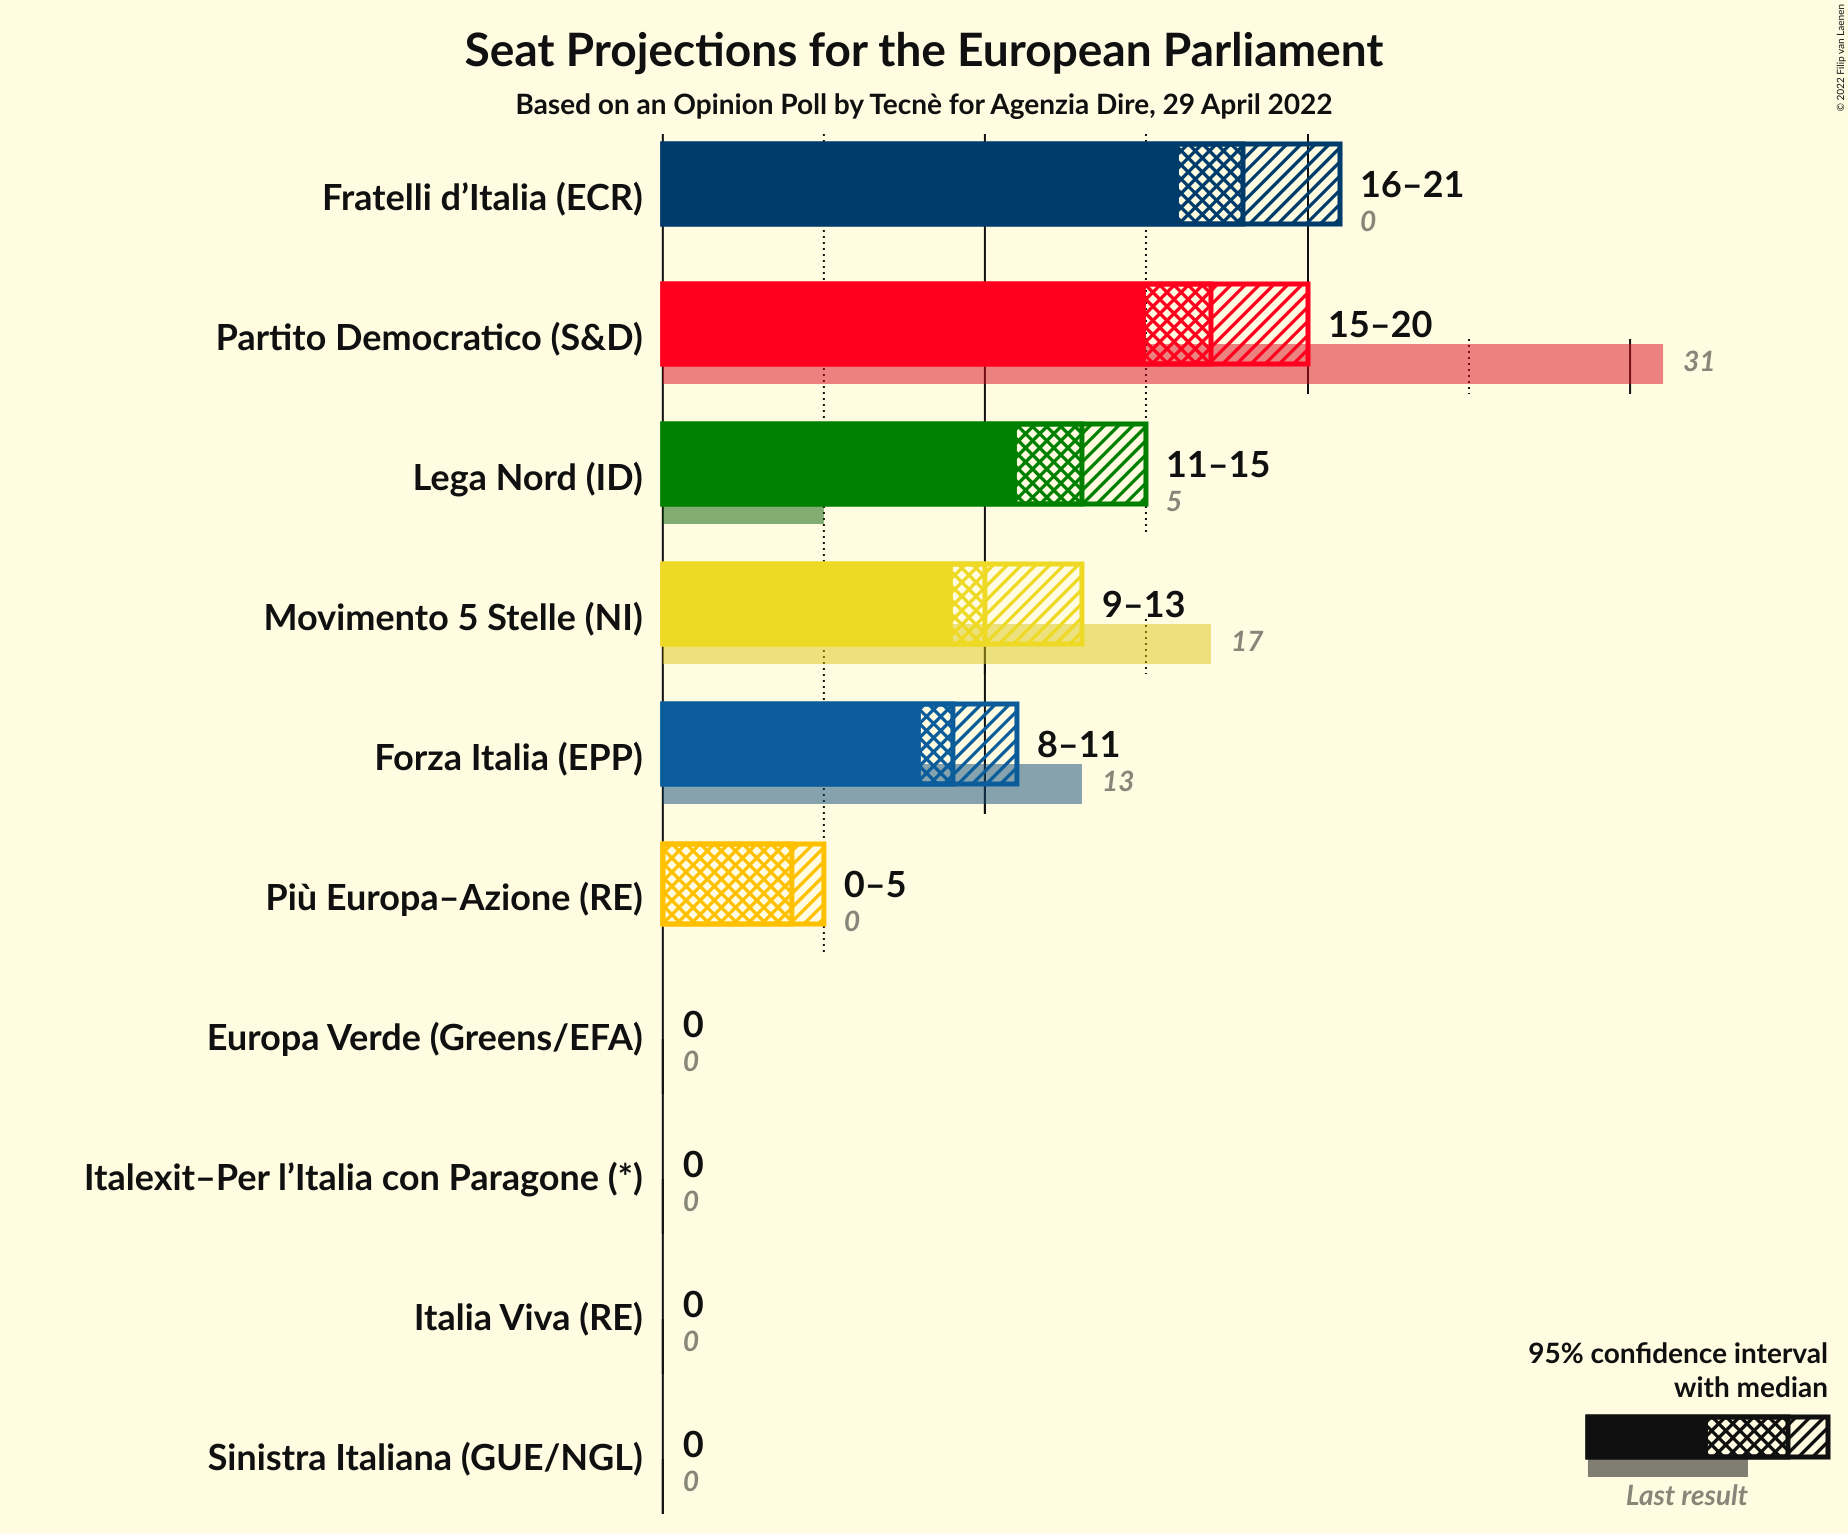 Seat Projections for the European Parliament
Based on an Opinion Poll by Tecnè for Agenzia Dire, 29 April 2022
© 2022 Filip van Laenen
Fratelli d’Italia (ECR)
16–21
0
Partito Democratico (S&D)
15–20
31
Lega Nord (ID)
11–15
5
Movimento 5 Stelle (NI)
9–13
17
Forza Italia (EPP)
8–11
13
Più Europa–Azione (RE)
0–5
0
Europa Verde (Greens/EFA)
0
0
Italexit–Per l’Italia con Paragone (*)
0
0
Italia Viva (RE)
0
0
Sinistra Italiana (GUE/NGL)
0
0
95% confidence interval
with median
Last result